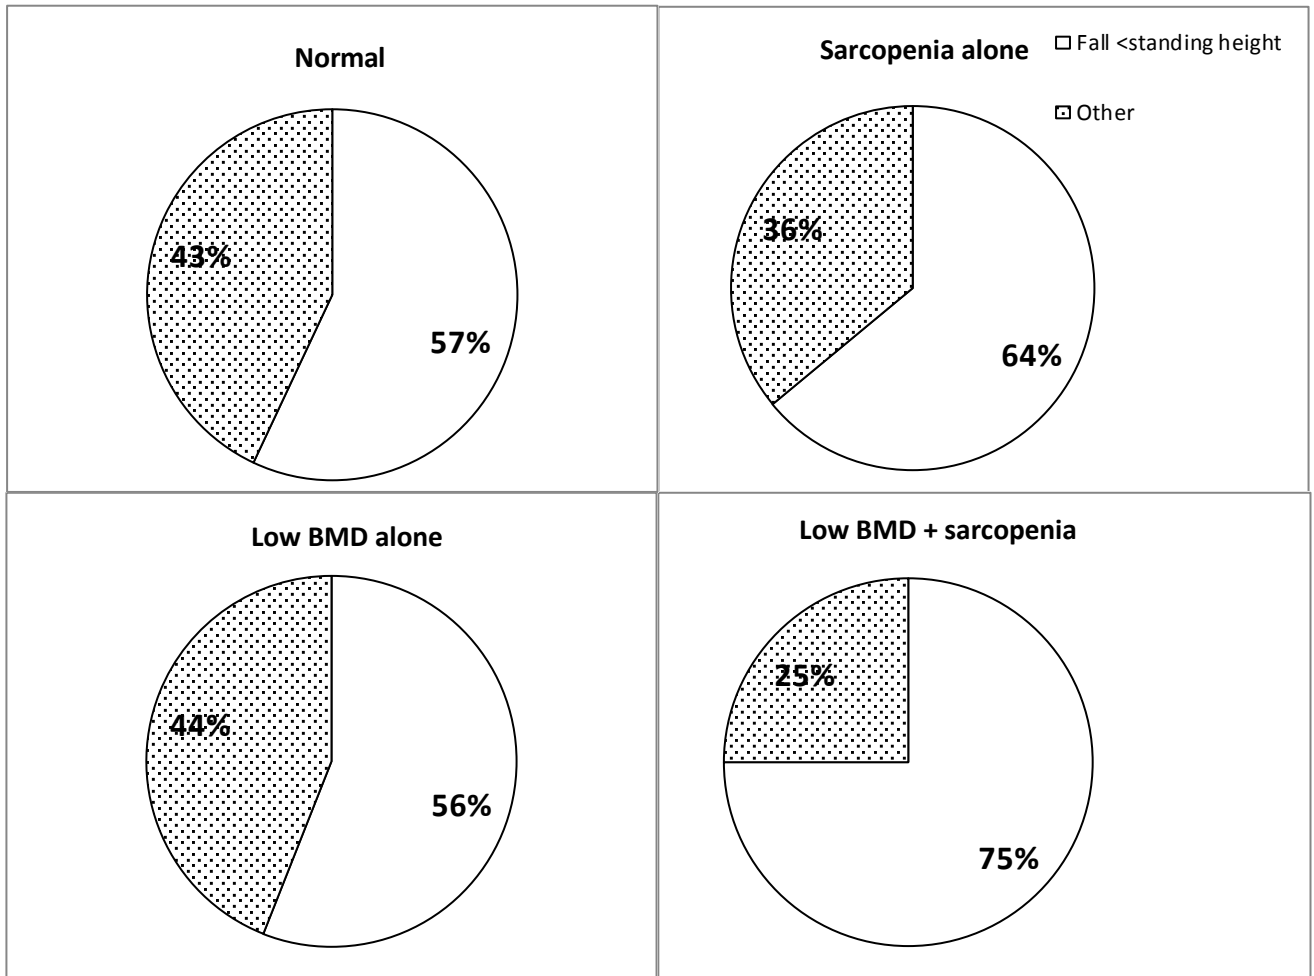 Normal
43%
57%
Sarcopenia alone
Fall <standing height
Other
36%
64%
Low BMD alone
44%
56%
Low BMD + sarcopenia
25%
75%